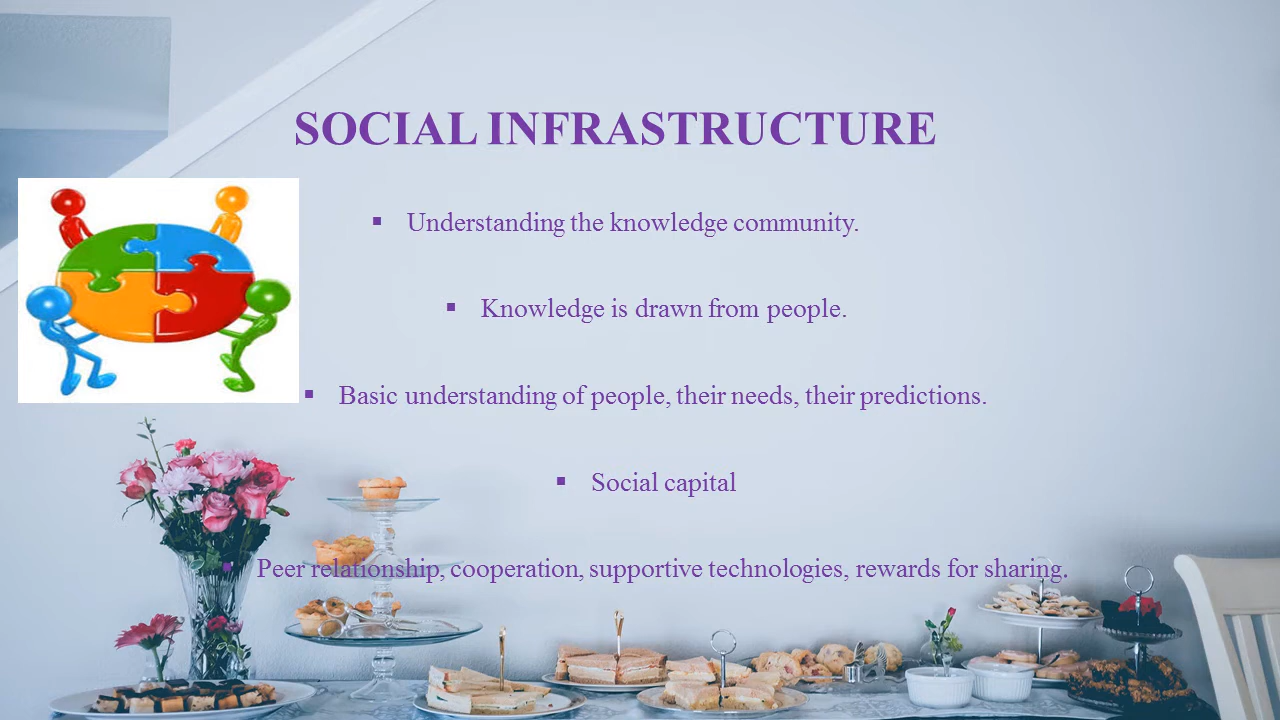 SOCIAL INFRASTRUCTURE
▪ Understanding the knowledge community.
▪ Knowledge is drawn from people.
▪ Basic understanding of people, their needs, their predictions.
▪ Social capital
▪ Peer relationship, cooperation, supportive technologies, rewards for sharing.